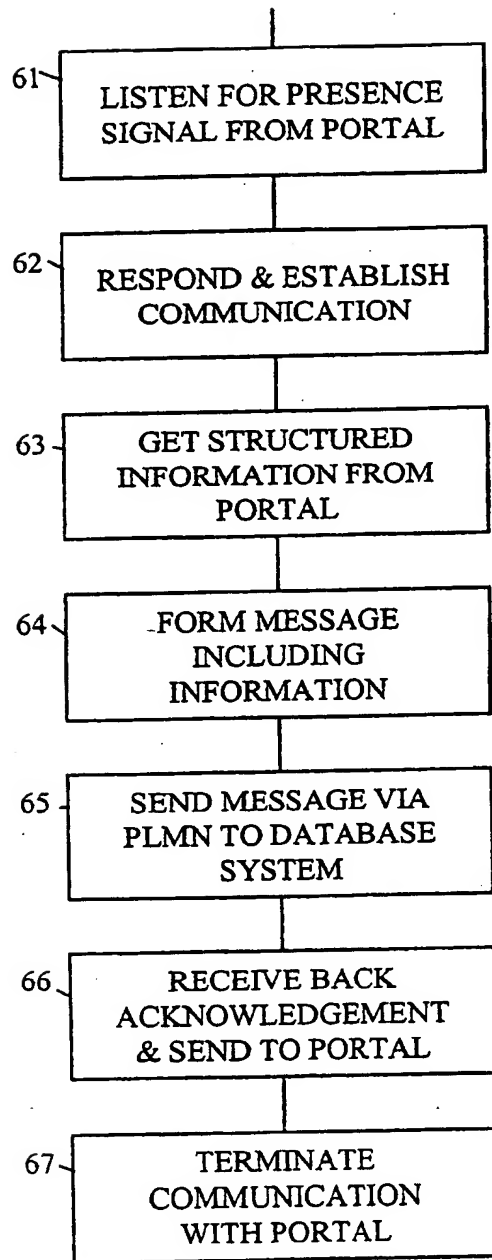 61
LISTEN FOR PRESENCE
SIGNAL FROM PORTAL
62
RESPOND & ESTABLISH
COMMUNICATION
63
GET STRUCTURED
INFORMATION FROM
PORTAL
64
FORM MESSAGE
INCLUDING
INFORMATION
65
SEND MESSAGE VIA
PLMN TO DATABASE
SYSTEM
66
RECEIVE BACK
ACKNOWLEDGEMENT
& SEND TO PORTAL
67
TERMINATE
COMMUNICATION
WITH PORTAL